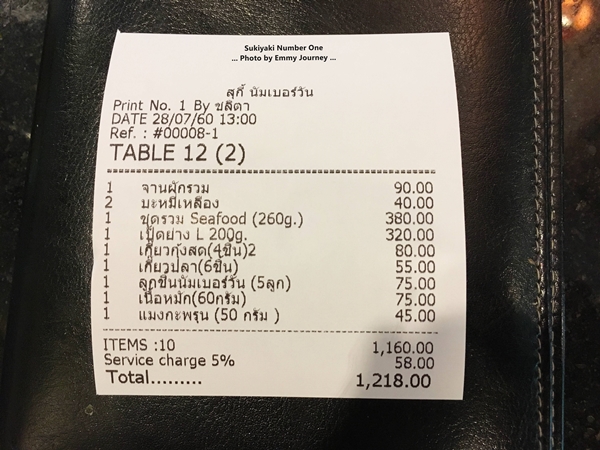 Sukiyaki Number One
... Photo by Emmy Journey ...
สุกี้ นัมเบอร์วัน
Print No. 1 By ชลิตา
DATE 28/07/60 13:00
Ref. : #00008-1
TABLE 12 (2)
1 จานผักรวม 90.00
2 บะหมี่เหลือง 40.00
1 ชุดรวม Seafood (260g.) 380.00
1 เป็ดย่าง L 200g. 320.00
1 เกี๊ยวกุ้งสด(4ชิ้น)2 80.00
1 เกี๊ยวปลา(6ชิ้น) 55.00
1 ลูกชิ้นนัมเบอร์วัน (5ลูก) 75.00
1 เนื้อหมึก(60กรัม) 75.00
1 แมงกะพรุน (50 กรัม ) 45.00
ITEMS :10 1,160.00
Service charge 5% 58.00
Total......... 1,218.00